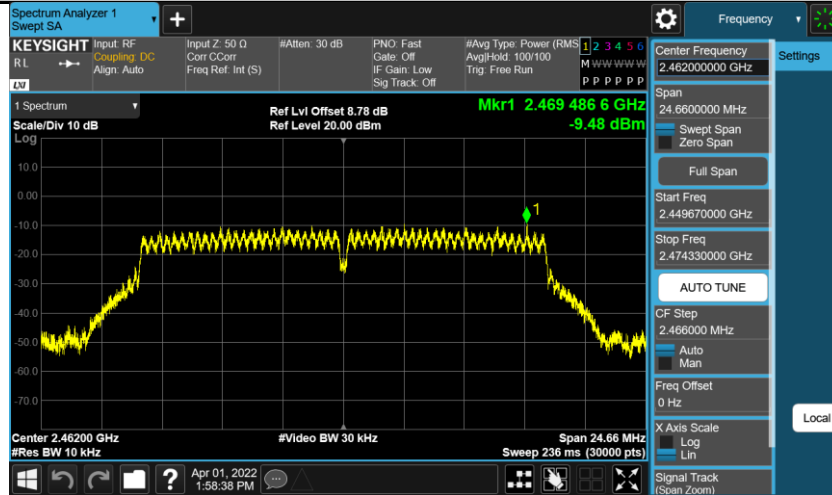 Spectrum Analyzer 1
Swept SA
+
Frequency
KEYSIGHT
RL
LXI
Input: RF
Coupling: DC
Align: Auto
Input Z: 50 Ω
Corr CCorr
Freq Ref: Int (S)
#Atten: 30 dB
PNO: Fast
Gate: Off
IF Gain: Low
Sig Track: Off
#Avg Type: Power (RMS
Avg|Hold: 100/100
Trig: Free Run
1 2 3 4 5 6
M W W W W W
P P P P P P
1 Spectrum
Scale/Div 10 dB
Log
Ref Lvl Offset 8.78 dB
Ref Level 20.00 dBm
Mkr1 2.469 486 6 GHz
-9.48 dBm
10.0
0.00
-10.0
-20.0
-30.0
-40.0
-50.0
-60.0
-70.0
1
Center 2.46200 GHz
#Res BW 10 kHz
#Video BW 30 kHz
Span 24.66 MHz
Sweep 236 ms (30000 pts)
?
Apr 01, 2022
1:58:38 PM
Center Frequency
2.462000000 GHz
Span
24.6600000 MHz
Swept Span
Zero Span
Full Span
Start Freq
2.449670000 GHz
Stop Freq
2.474330000 GHz
AUTO TUNE
CF Step
2.466000 MHz
Auto
Man
Freq Offset
0 Hz
X Axis Scale
Log
Lin
Signal Track
(Span Zoom)
Settings
Local